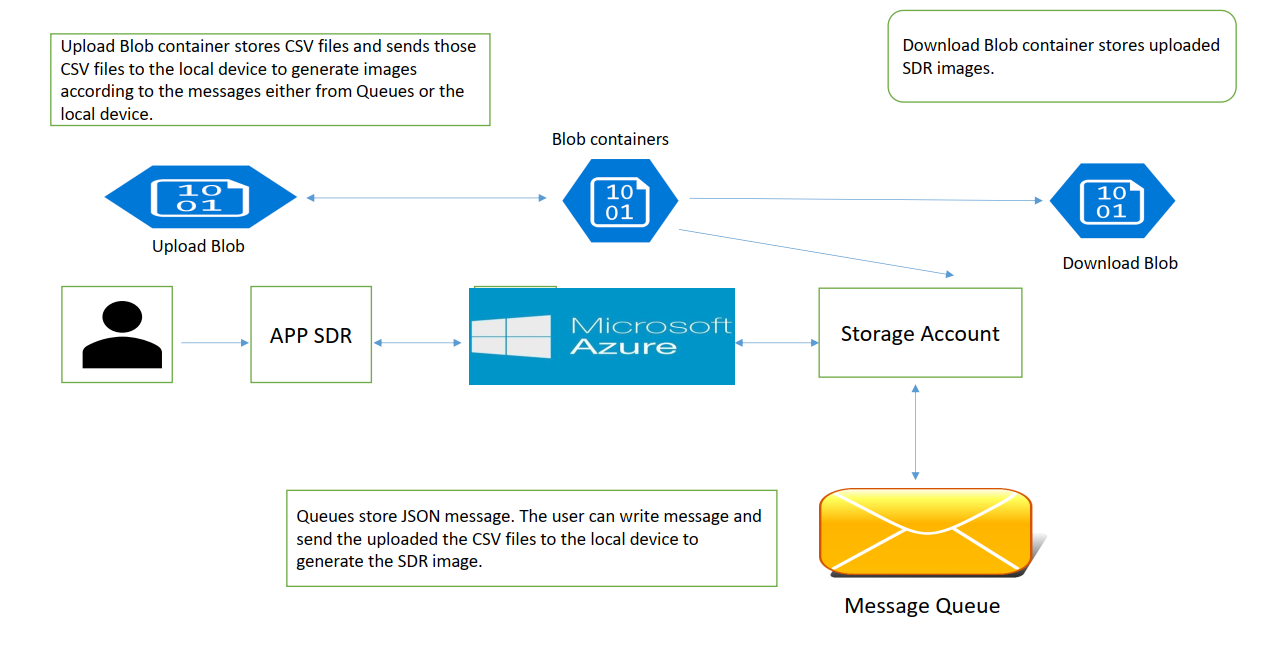 Upload Blob container stores CSV files and sends those
CSV files to the local device to generate images
according to the messages either from Queues or the
local device.
Download Blob container stores uploaded
SDR images.
Blob containers
10
01
10
01
10
01
Upload Blob
Download Blob
APP SDR
Microsoft
Azure
Storage Account
Queues store JSON message. The user can write message and
send the uploaded the CSV files to the local device to
generate the SDR image.
Message Queue